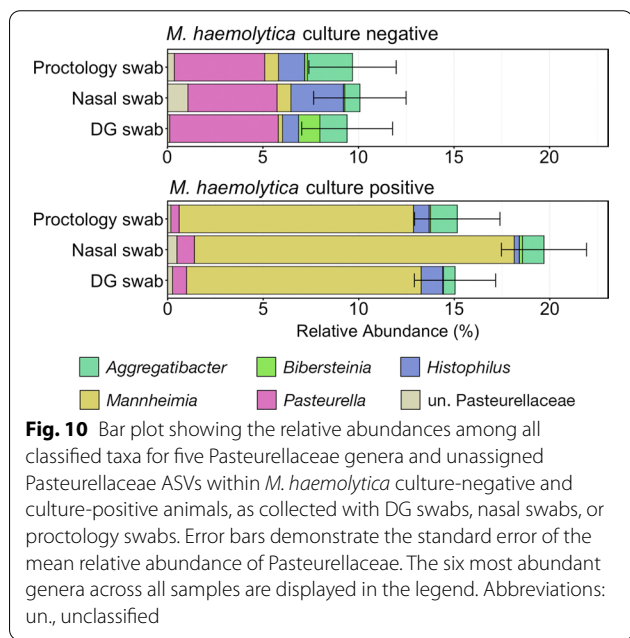 M. haemolytica culture negative
Proctology swab
Nasal swab
DG swab
0 5 10 15 20
M. haemolytica culture positive
Proctology swab
Nasal swab
DG swab
0 5 10 15 20
Relative Abundance (%)
Aggregatibacter Bibersteinia Histophilus
Mannheimia Pasteurella un. Pasteurellaceae
Fig. 10 Bar plot showing the relative abundances among all
classified taxa for five Pasteurellaceae genera and unassigned
Pasteurellaceae ASVs within M. haemolytica culture-negative and
culture-positive animals, as collected with DG swabs, nasal swabs, or
proctology swabs. Error bars demonstrate the standard error of the
mean relative abundance of Pasteurellaceae. The six most abundant
genera across all samples are displayed in the legend. Abbreviations:
un., unclassified